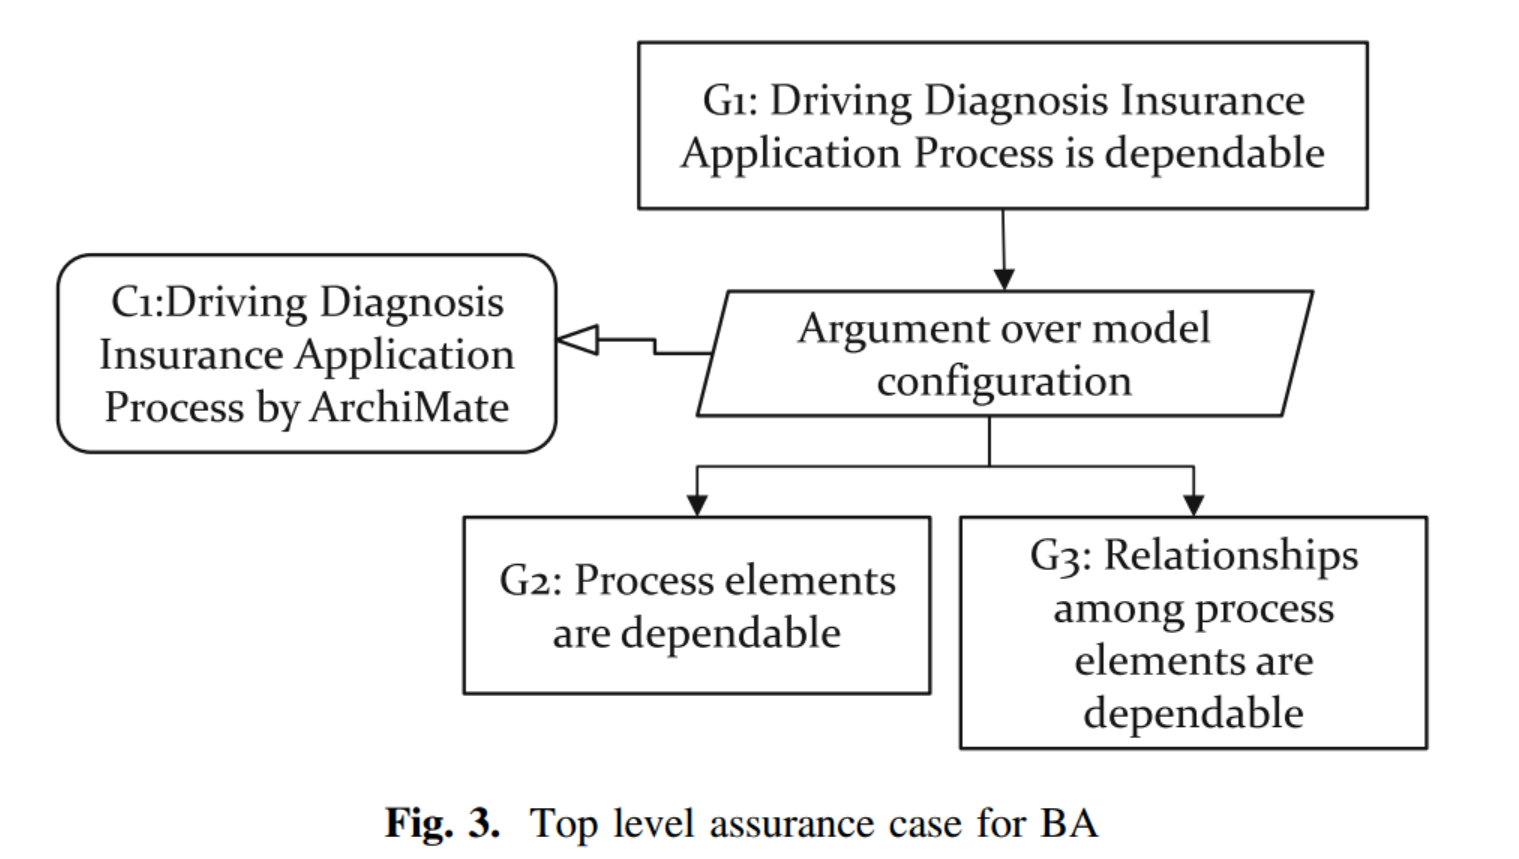 G1: Driving Diagnosis Insurance
Application Process is dependable
C1:Driving Diagnosis
Insurance Application
Process by ArchiMate
Argument over model
configuration
G2: Process elements
are dependable
G3: Relationships
among process
elements are
dependable
Fig. 3. Top level assurance case for BA